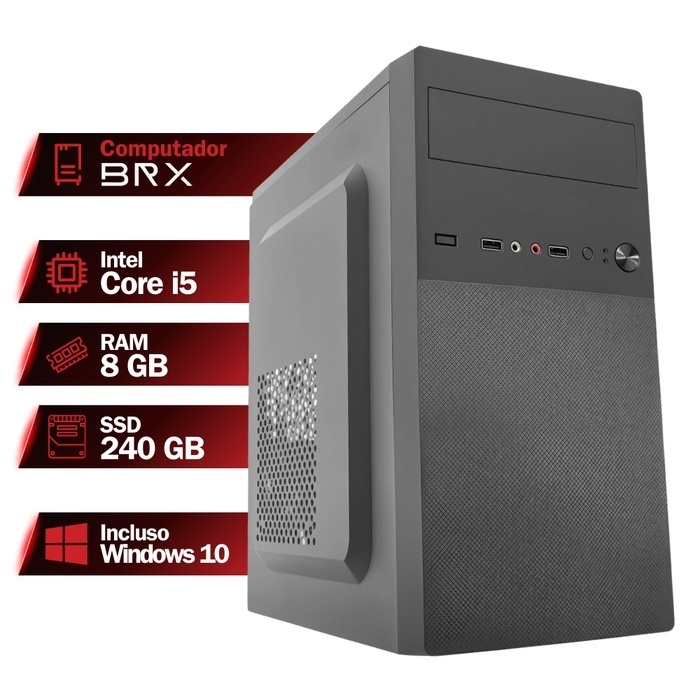 Computador
BRX
Intel
Core i5
RAM
8 GB
SSD
240 GB
Incluso
Windows 10